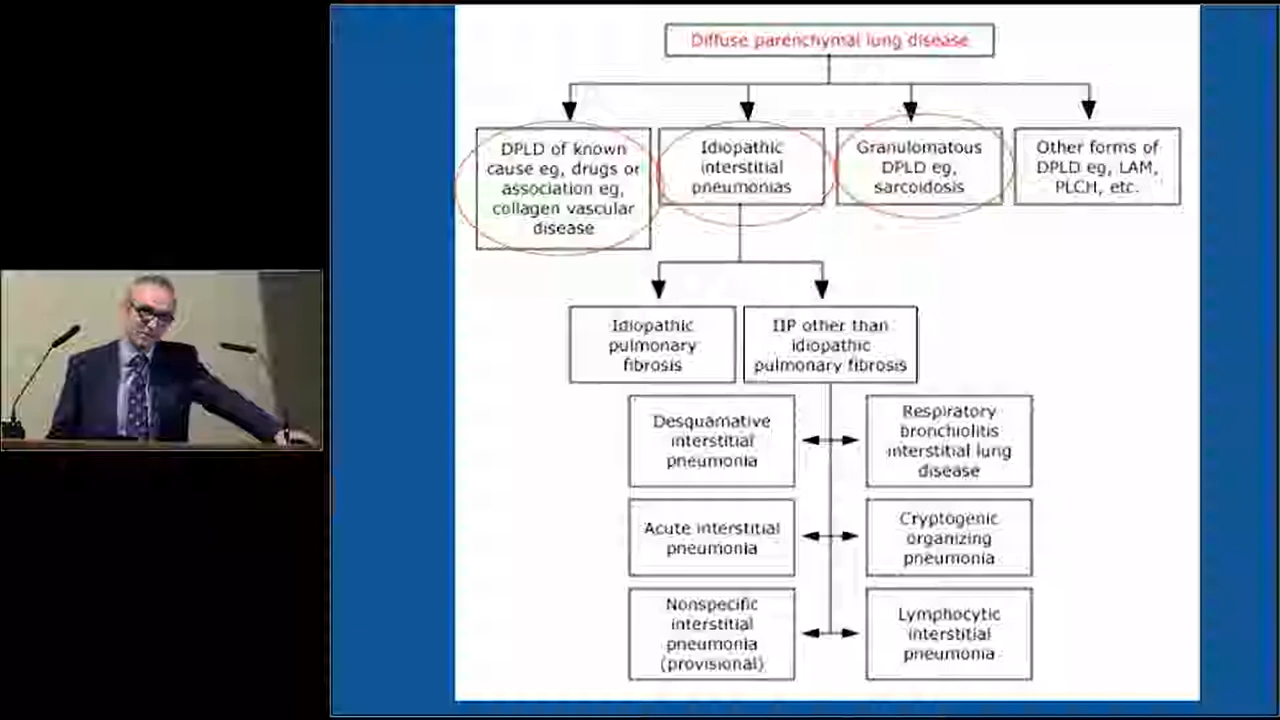 Diffuse parenchymal lung disease
DPLD of known
cause eg, drugs or
association eg,
collagen vascular
disease
Idiopathic
interstitial
pneumonias
Granulomatous
DPLD eg,
sarcoidosis
Other forms of
DPLD eg, LAM,
PLCH, etc.
Idiopathic
pulmonary
fibrosis
IIP other than
idiopathic
pulmonary fibrosis
Desquamative
interstitial
pneumonia
Respiratory
bronchiolitis
interstitial lung
disease
Acute interstitial
pneumonia
Cryptogenic
organizing
pneumonia
Nonspecific
interstitial
pneumonia
(provisional)
Lymphocytic
interstitial
pneumonia